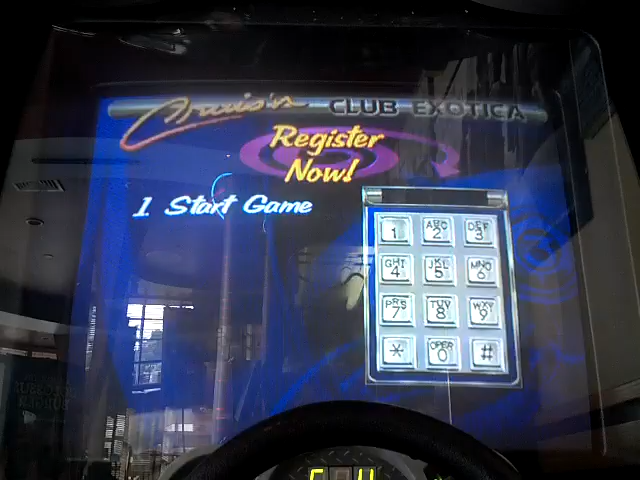 Cruis'n CLUB EXOTICA
Register
Now!
1 Start Game
1 ABC 2 DEF 3
GHI 4 JKL 5 MNO 6
PRS 7 TUV 8 WXY 9
* OPER 0 #